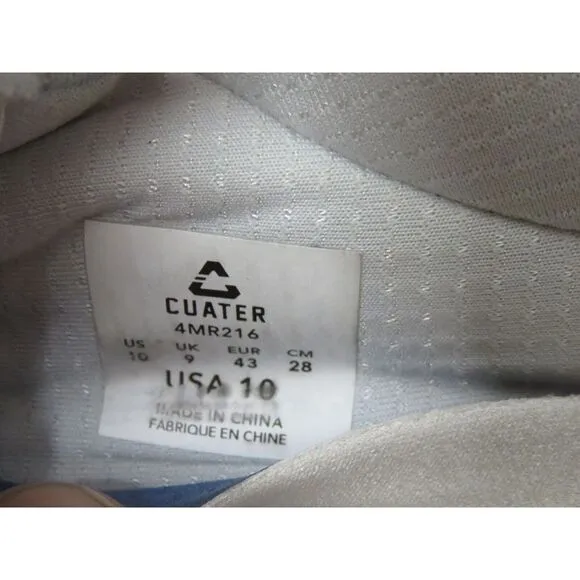 CUATER
4MR216
US UK EUR CM
10 9 43 28
USA 10
MADE IN CHINA
FABRIQUE EN CHINE